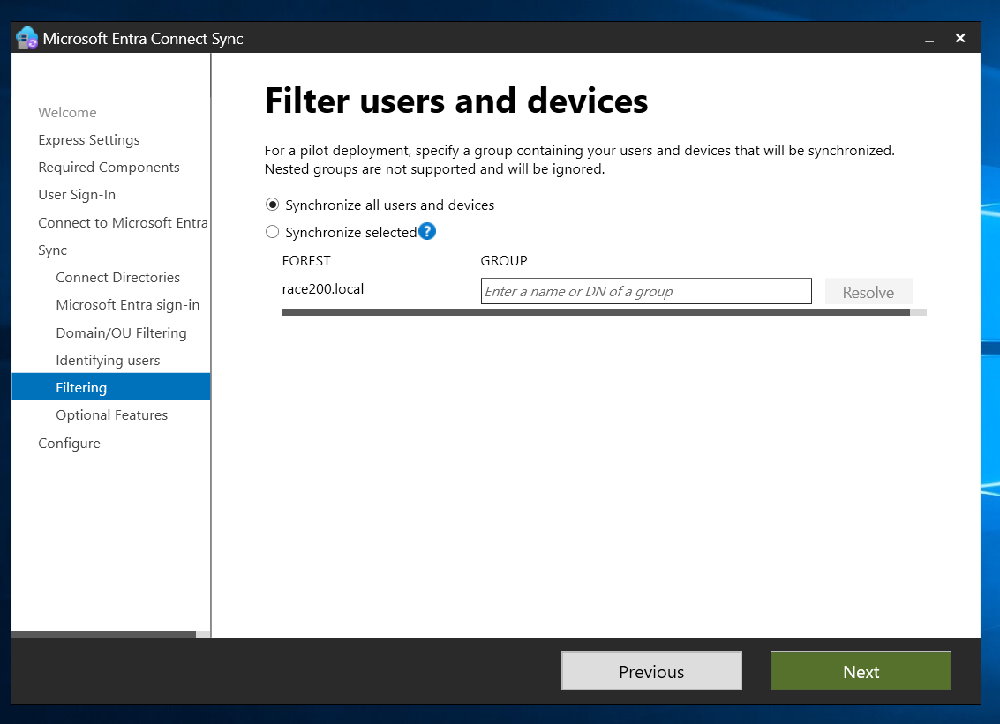 Microsoft Entra Connect Sync
Welcome
Express Settings
Required Components
User Sign-In
Connect to Microsoft Entra
Sync
Connect Directories
Microsoft Entra sign-in
Domain/OU Filtering
Identifying users
Filtering
Optional Features
Configure
Filter users and devices
For a pilot deployment, specify a group containing your users and devices that will be synchronized.
Nested groups are not supported and will be ignored.
Synchronize all users and devices
Synchronize selected ?
FOREST GROUP
race200.local Enter a name or DN of a group Resolve
Previous Next